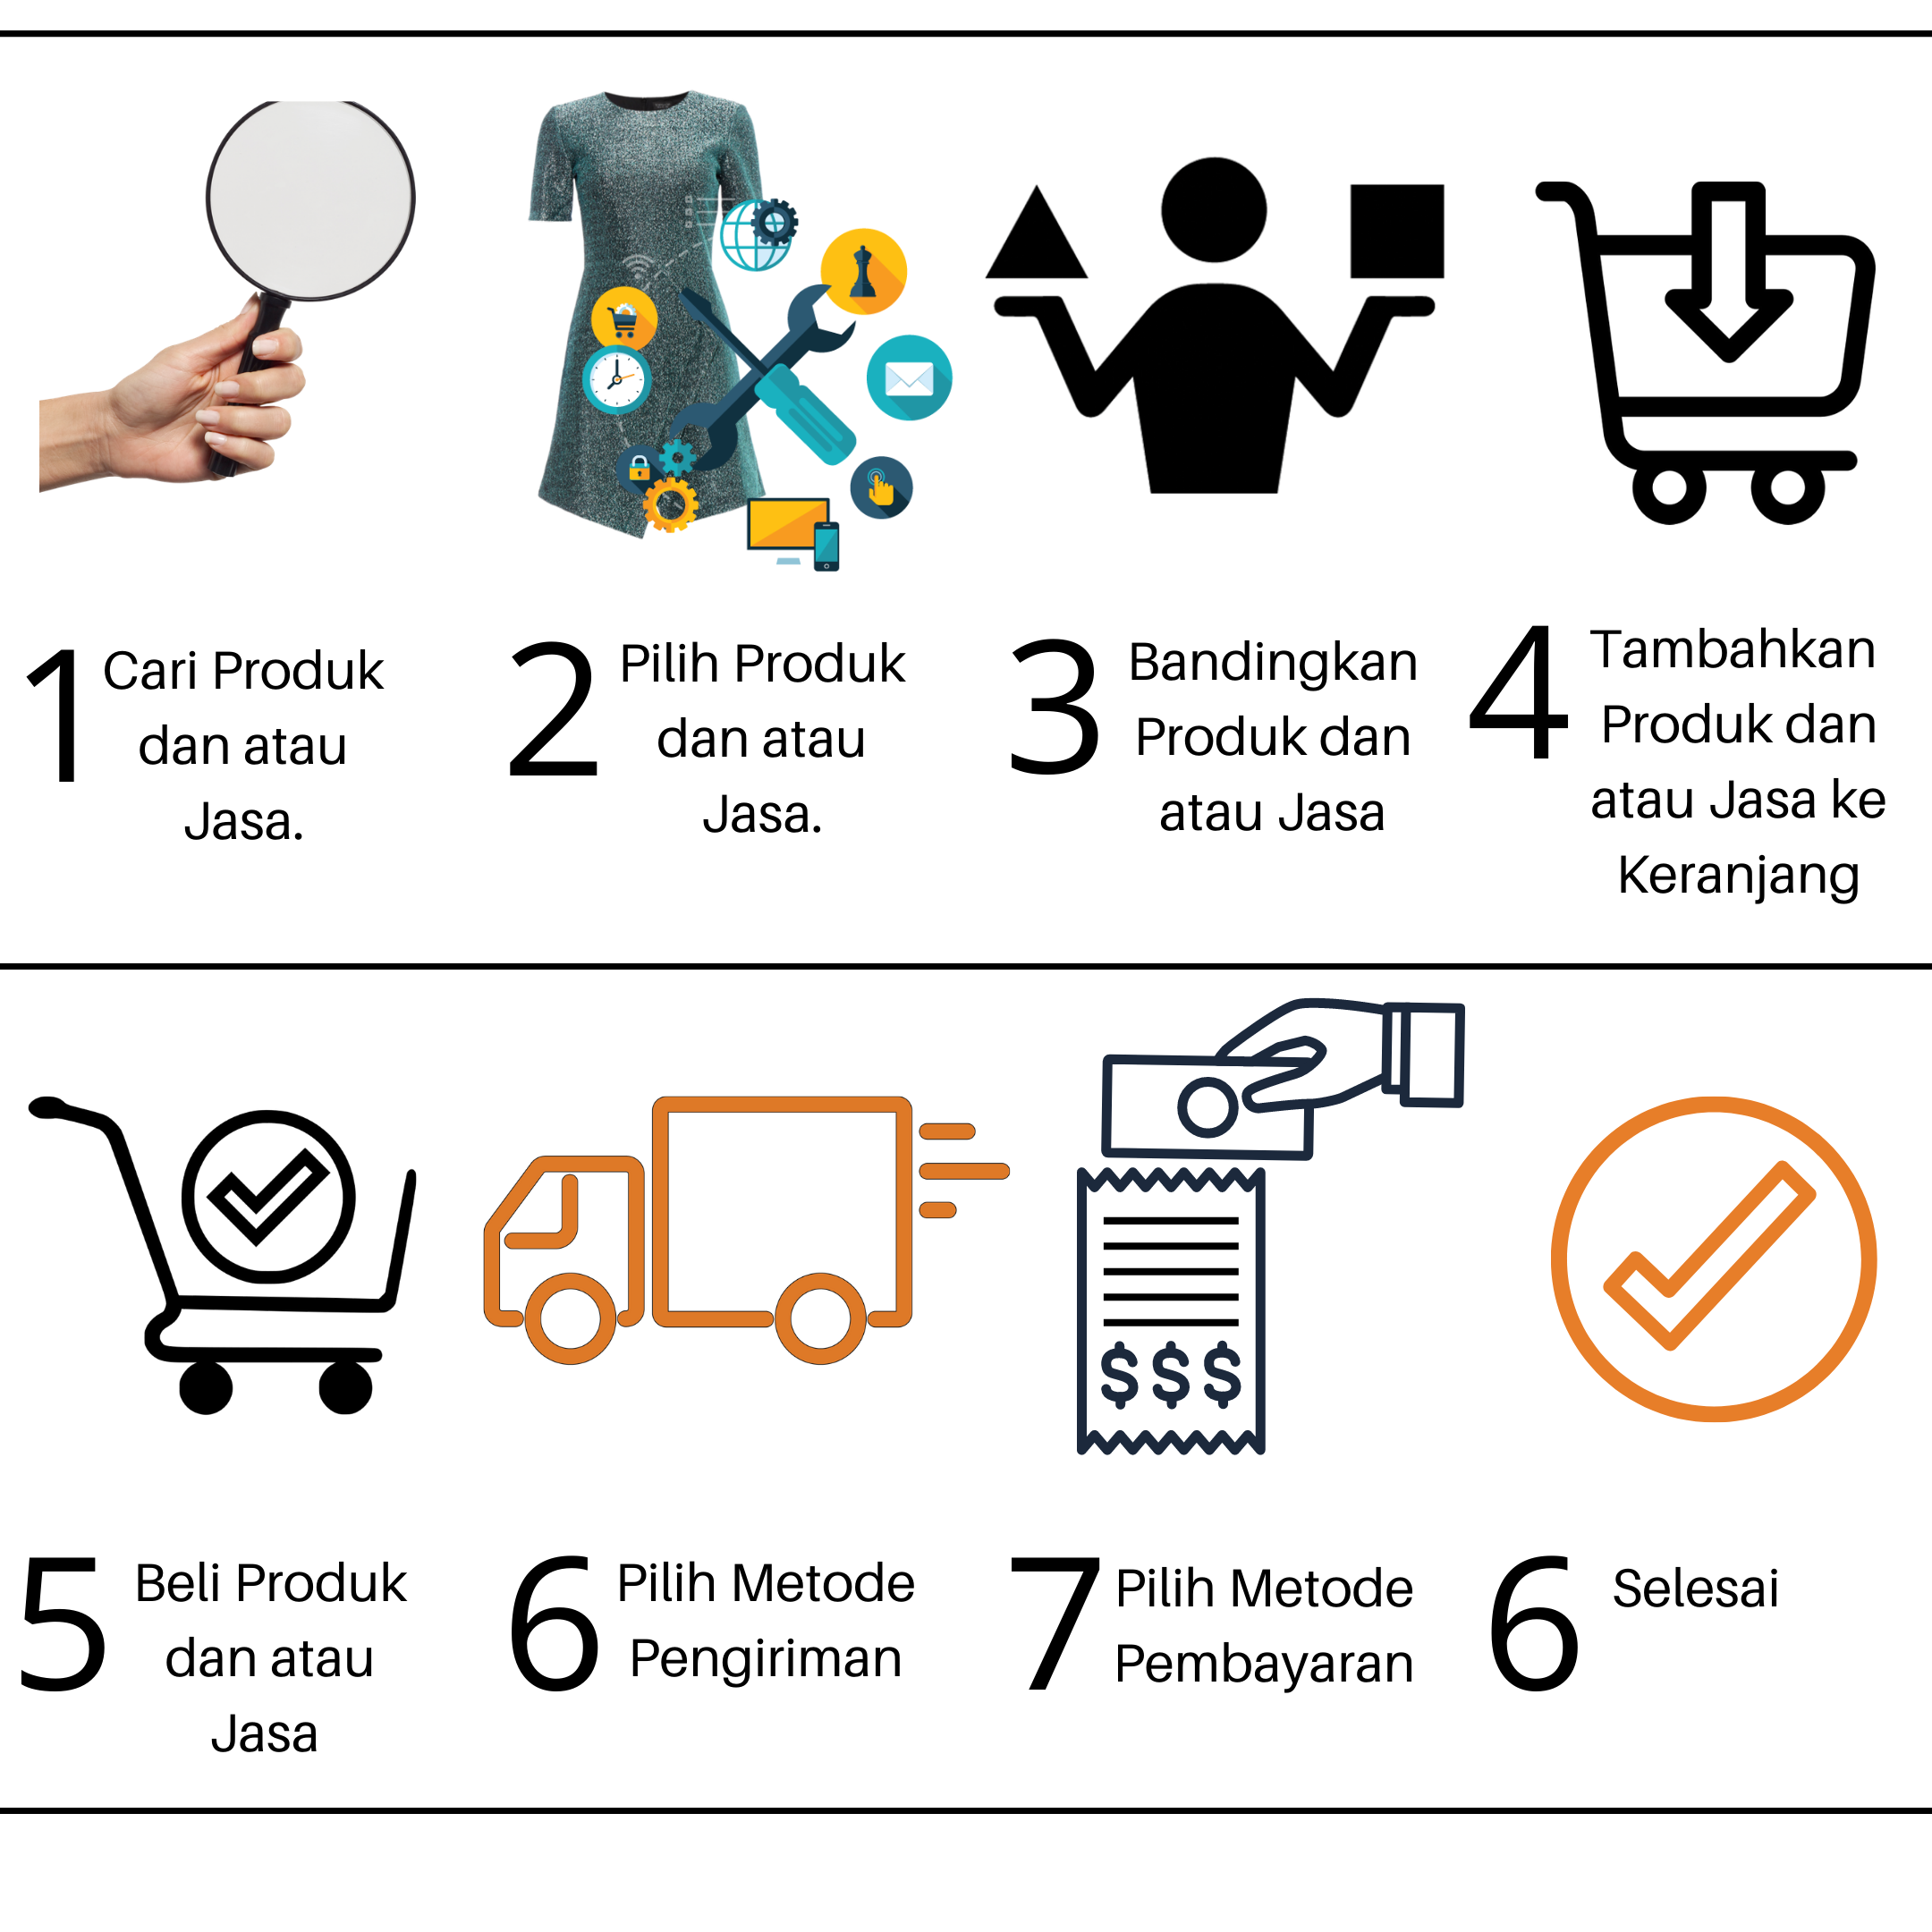 1 Cari Produk
dan atau
Jasa.
2 Pilih Produk
dan atau
Jasa.
3 Bandingkan
Produk dan
atau Jasa
4 Tambahkan
Produk dan
atau Jasa ke
Keranjang
$ $ $
5 Beli Produk
dan atau
Jasa
6 Pilih Metode
Pengiriman
7 Pilih Metode
Pembayaran
6 Selesai